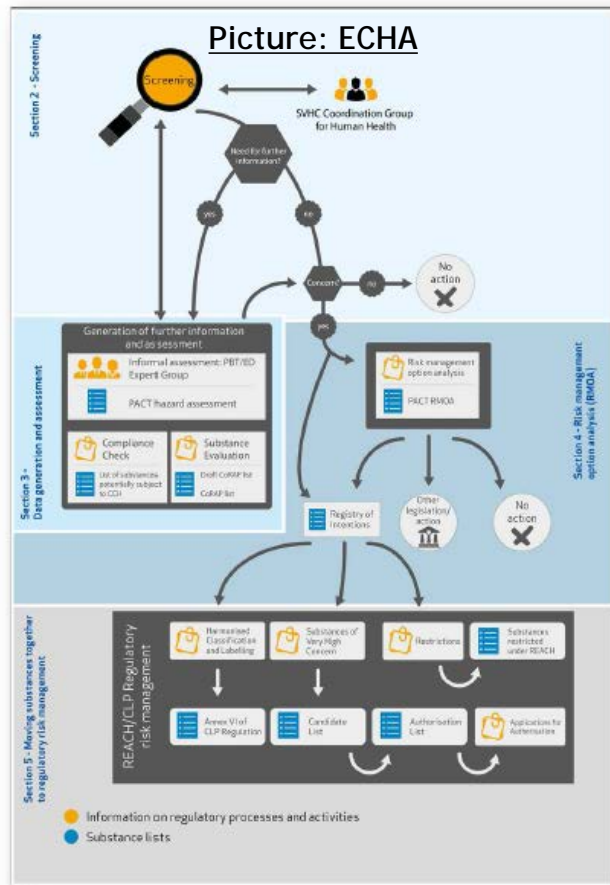 Picture: ECHA
Section 2 - Screening
Screening
SVHC Coordination Group
for Human Health
Need for further
information?
yes
no
Concern?
no
No
action
yes
Section 3 -
Data generation and assessment
Generation of further information
and assessment
Informal assessment: PBT/ED
Expert Group
PACT hazard assessment
Compliance
Check
List of substances
potentially subject
to CCH
Substance
Evaluation
Draft CoRAP list
CoRAP list
Section 4 - Risk management
option analysis (RMOA)
Risk management
option analysis
PACT RMOA
Registry of
Intentions
Other
legislation/
action
No
action
Section 5 - Moving substances together
to regulatory risk management
REACH/CLP Regulatory
risk management
Harmonised
Classification
and Labelling
Substances of
Very High
Concern
Restrictions
Substances
restricted
under REACH
Annex VI of
CLP Regulation
Candidate
List
Authorisation
List
Applications for
Authorisation
Information on regulatory processes and activities
Substance lists